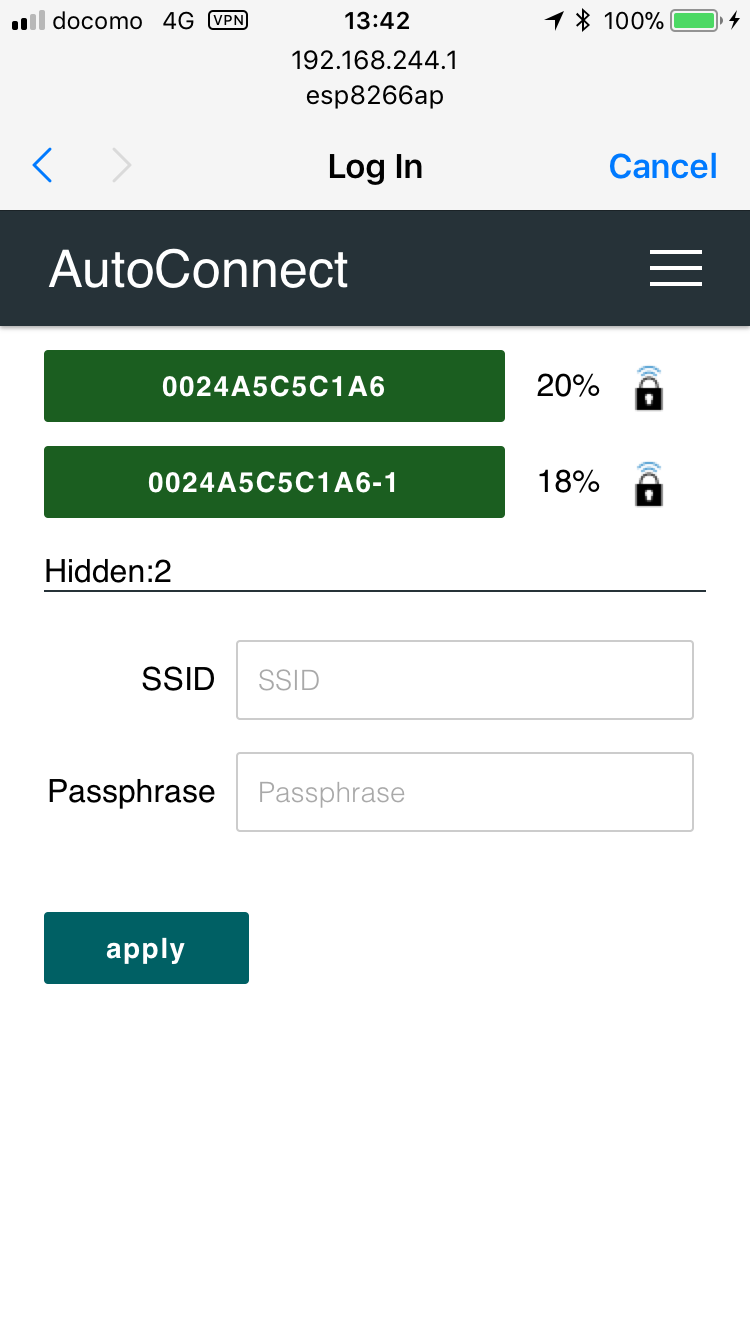 docomo 4G VPN 13:42 100%
192.168.244.1
esp8266ap
Log In Cancel
AutoConnect
0024A5C5C1A6 20%
0024A5C5C1A6-1 18%
Hidden:2
SSID SSID
Passphrase Passphrase
apply